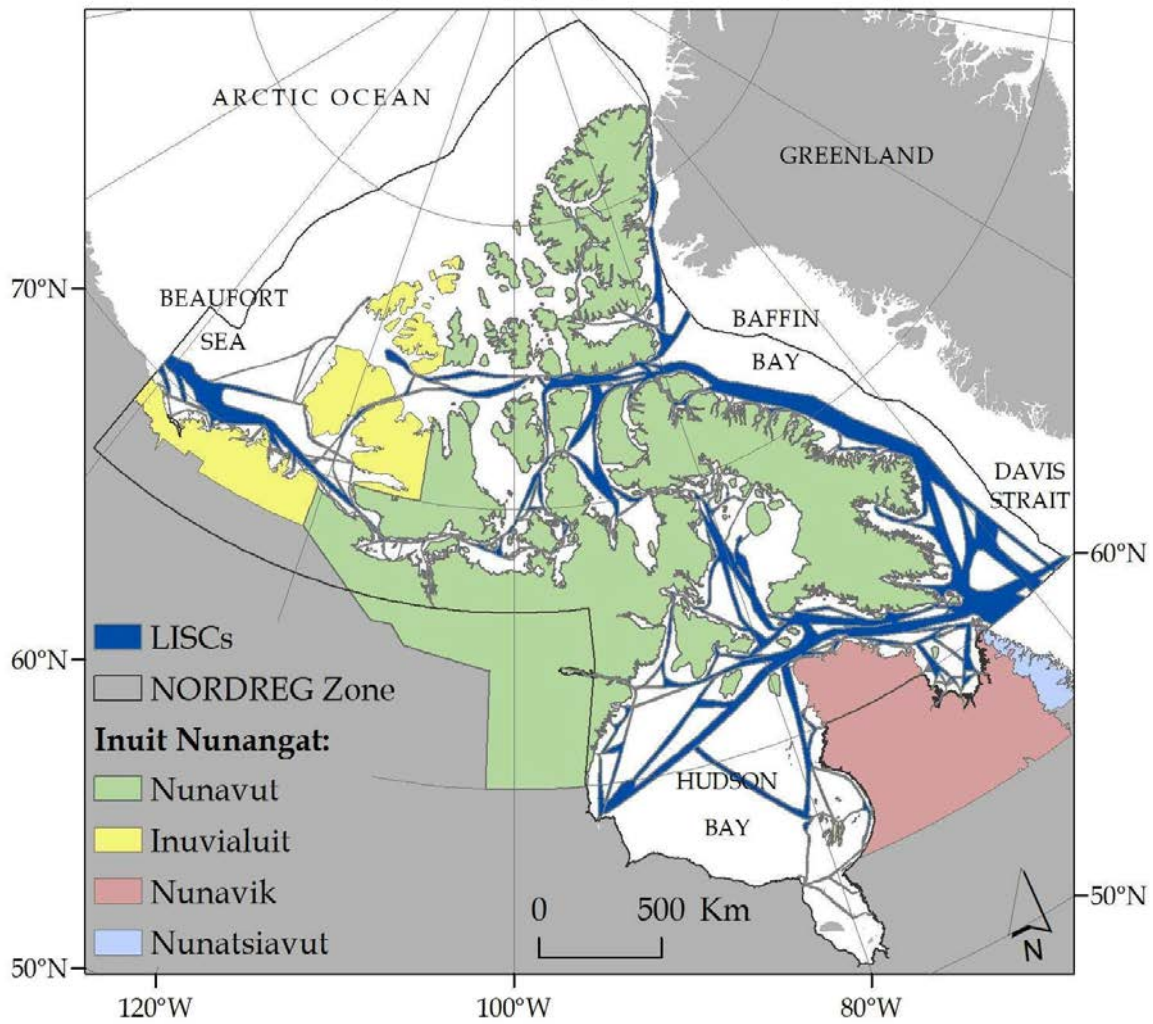 ARCTIC OCEAN
GREENLAND
70°N
BEAUFORT
SEA
BAFFIN
BAY
DAVIS
STRAIT
60°N
LISCs
60°N
NORDREG Zone
Inuit Nunangat:
Nunavut
HUDSON
BAY
Inuvialuit
Nunavik
0 500 Km
50°N
Nunatsiavut
N
50°N
120°W 100°W 80°W